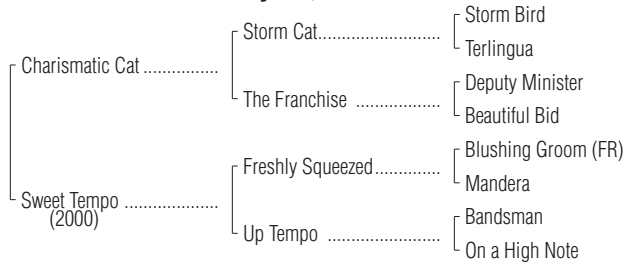 Storm Bird
Storm Cat......................
Terlingua
Charismatic Cat ................
Deputy Minister
The Franchise ...................
Beautiful Bid
Blushing Groom (FR)
Freshly Squeezed...............
Mandera
Sweet Tempo ....................
(2000)
Bandsman
Up Tempo .........................
On a High Note